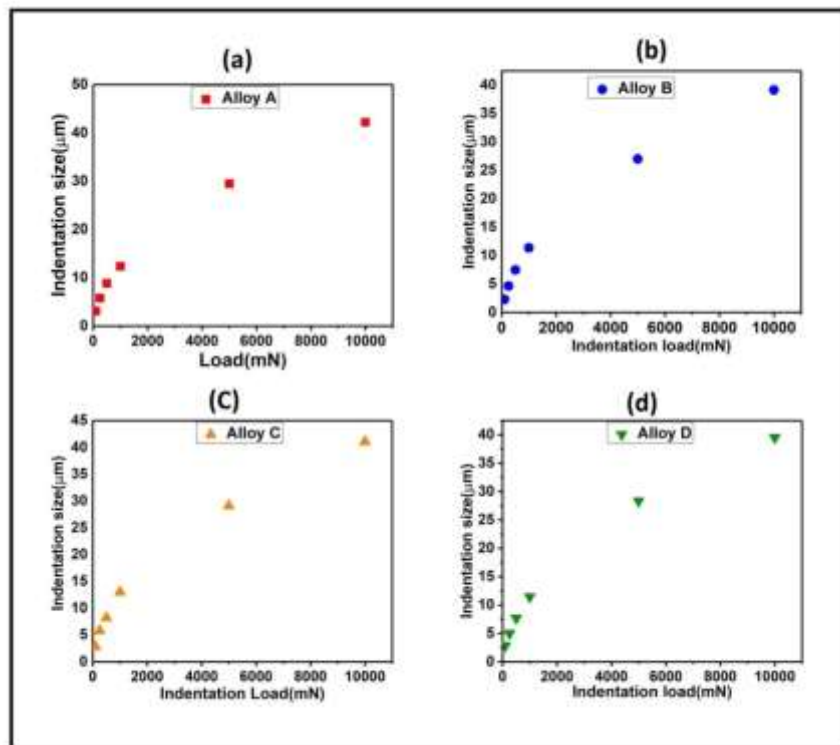 (a)
Alloy A
Indentation size(μm)
50
40
30
20
10
0
0 2000 4000 6000 8000 10000
Load(mN)
(b)
Alloy B
Indentation size(μm)
40
35
30
25
20
15
10
5
0
0 2000 4000 6000 8000 10000
Indentation load(mN)
(C)
Alloy C
Indentation size(μm)
45
40
35
30
25
20
15
10
5
0
0 2000 4000 6000 8000 10000
Indentation Load(mN)
(d)
Alloy D
Indentation size(μm)
40
35
30
25
20
15
10
5
0
0 2000 4000 6000 8000 10000
Indentation load(mN)